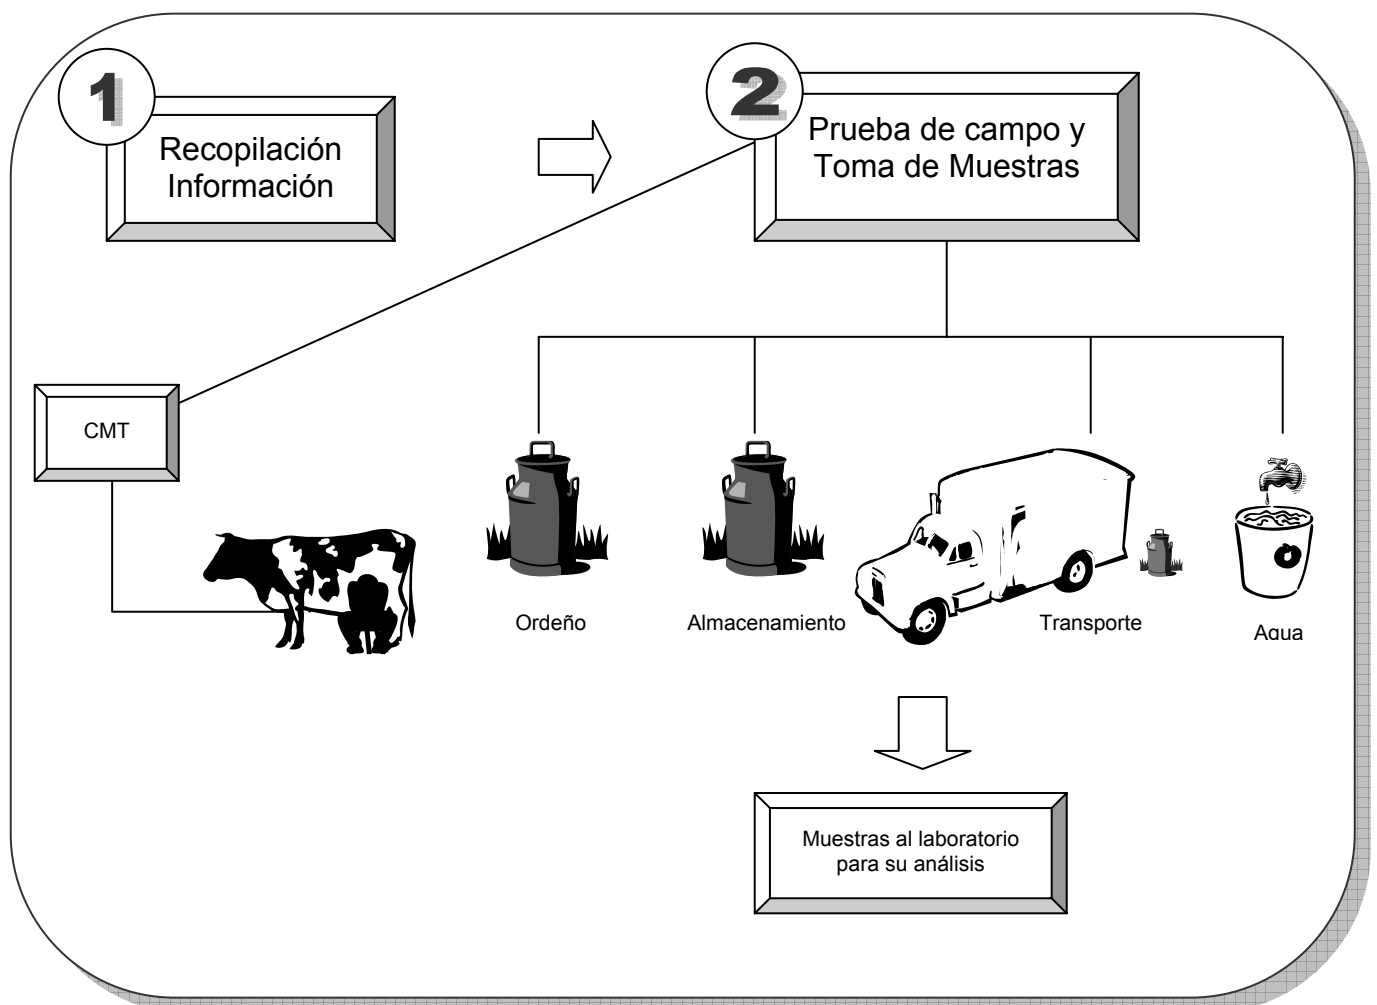 1
Recopilación
Información
2
Prueba de campo y
Toma de Muestras
CMT
Ordeño
Almacenamiento
Transporte
Agua
Muestras al laboratorio
para su análisis